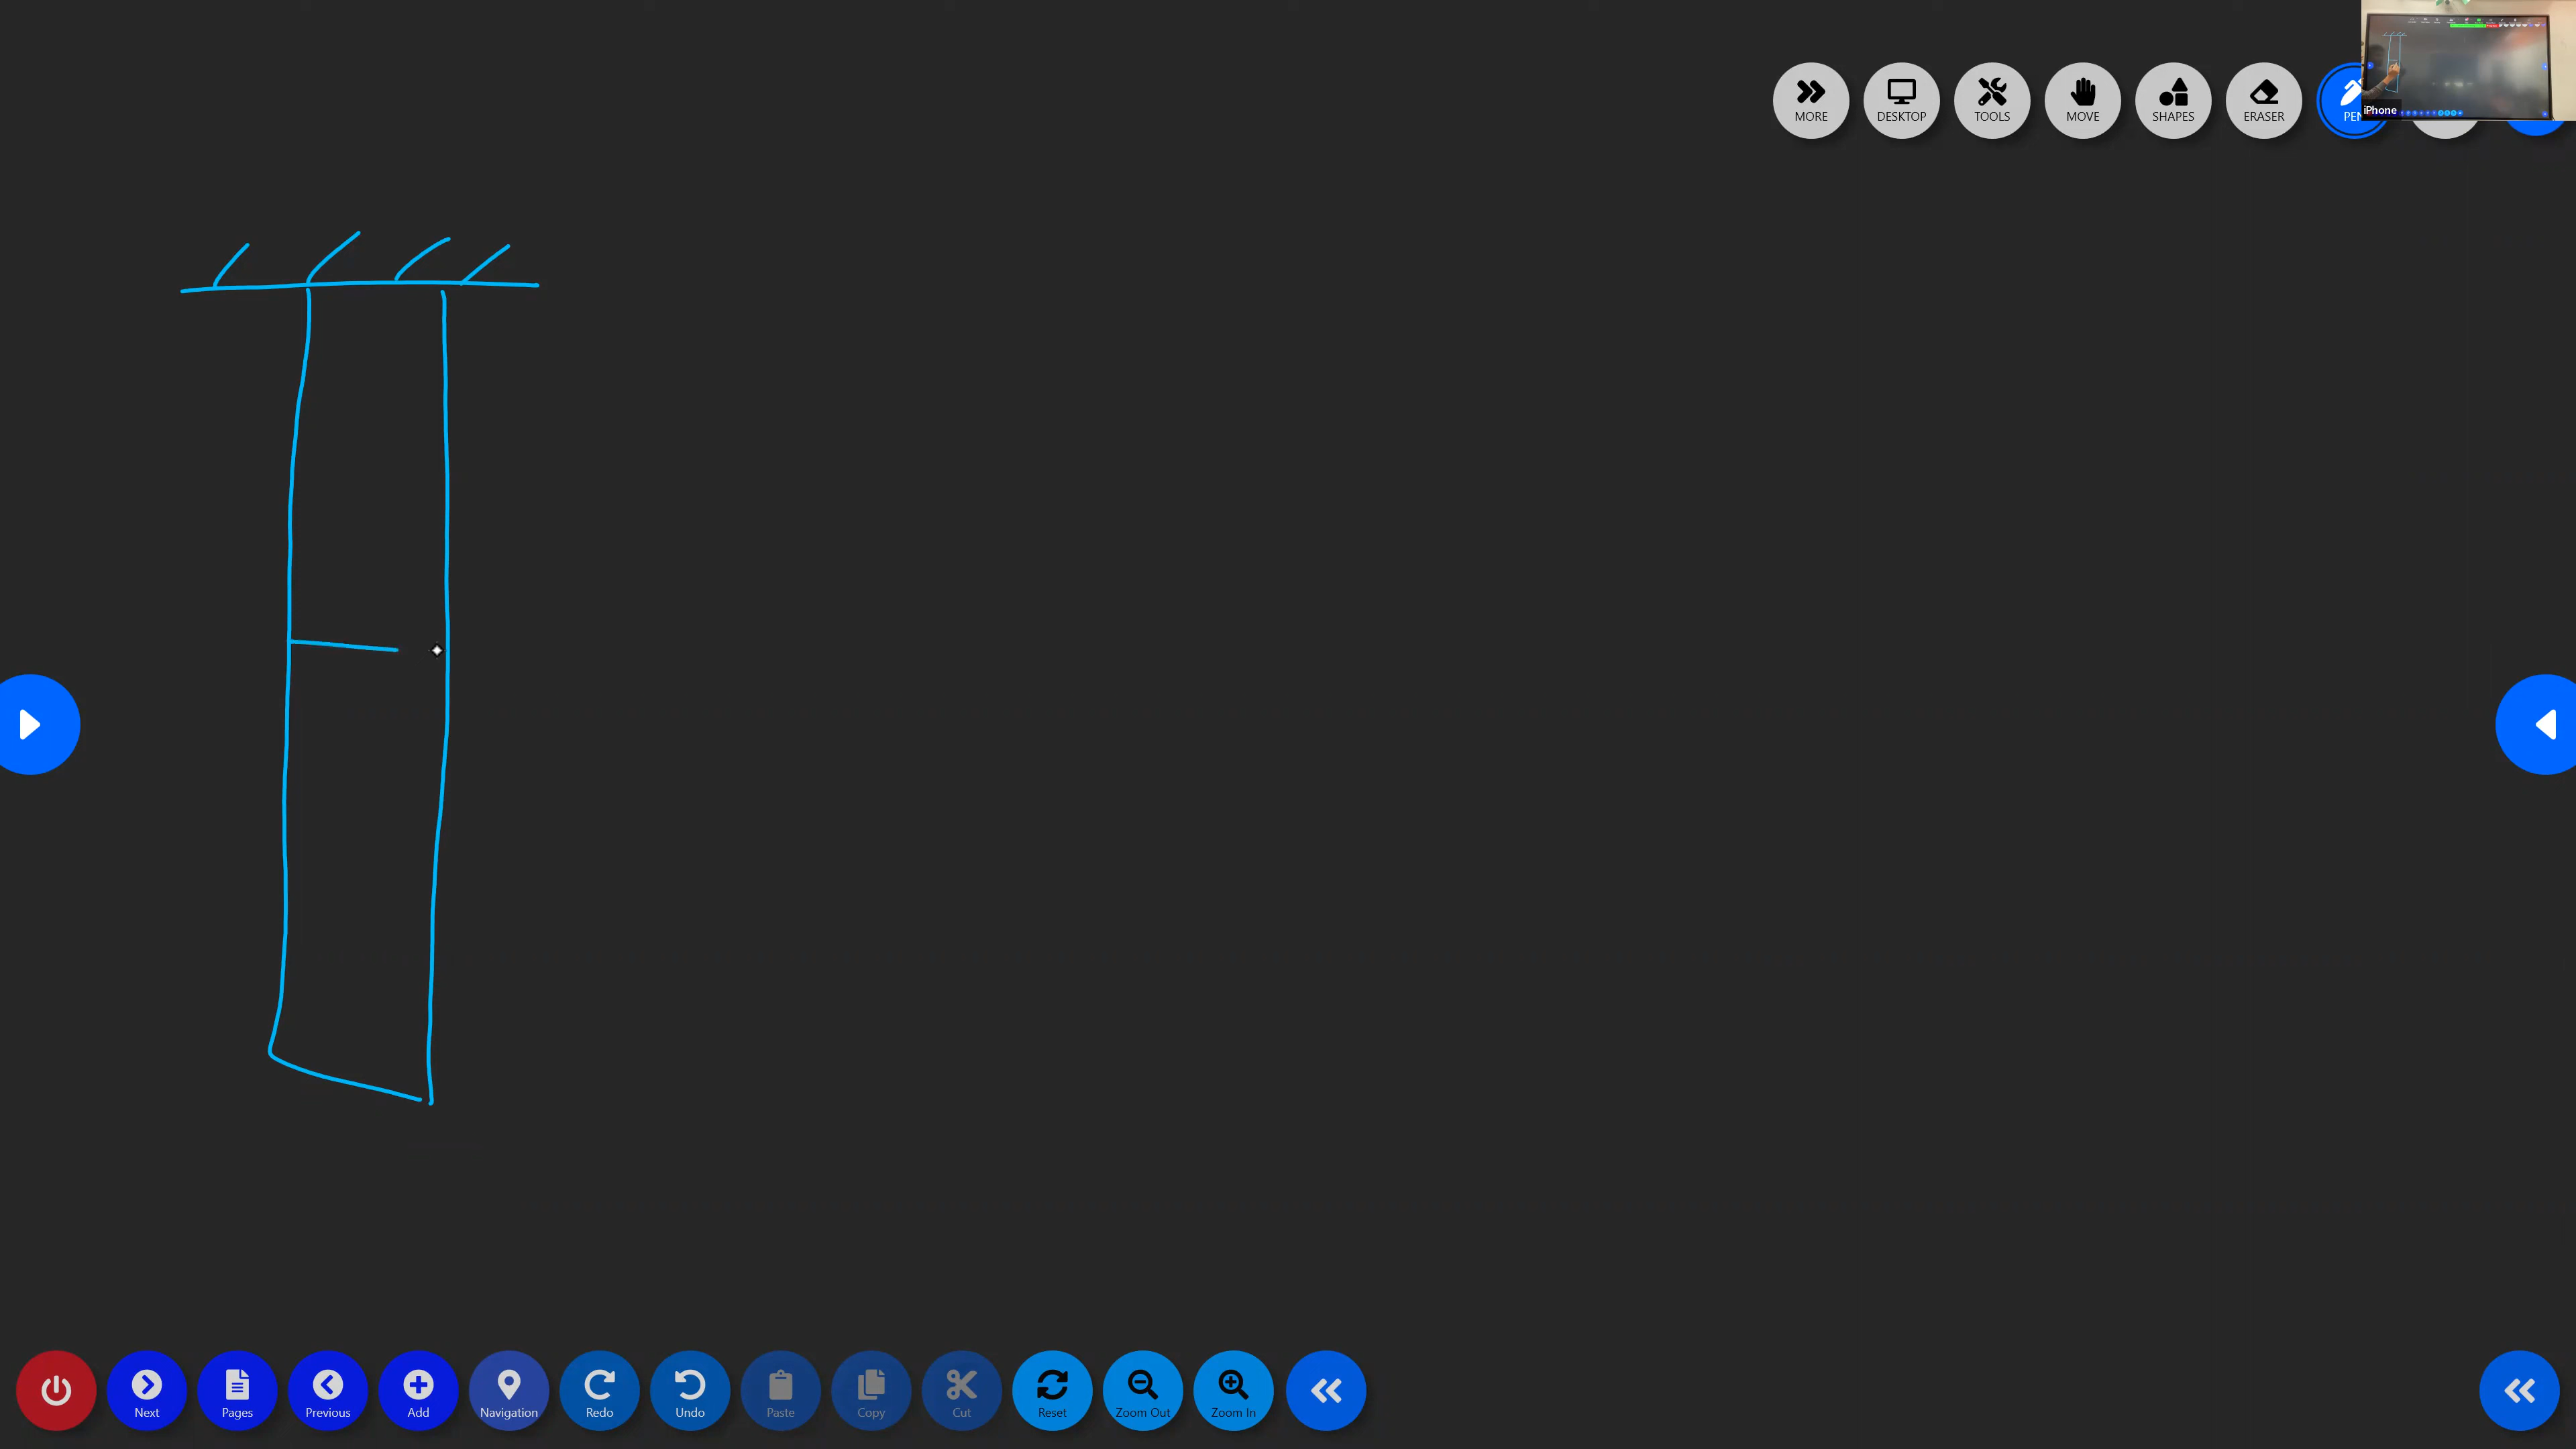 MORE DESKTOP TOOLS MOVE SHAPES ERASER PEN
iPhone
Next Pages Previous Add Navigation Redo Undo Paste Copy Cut Reset Zoom Out Zoom In